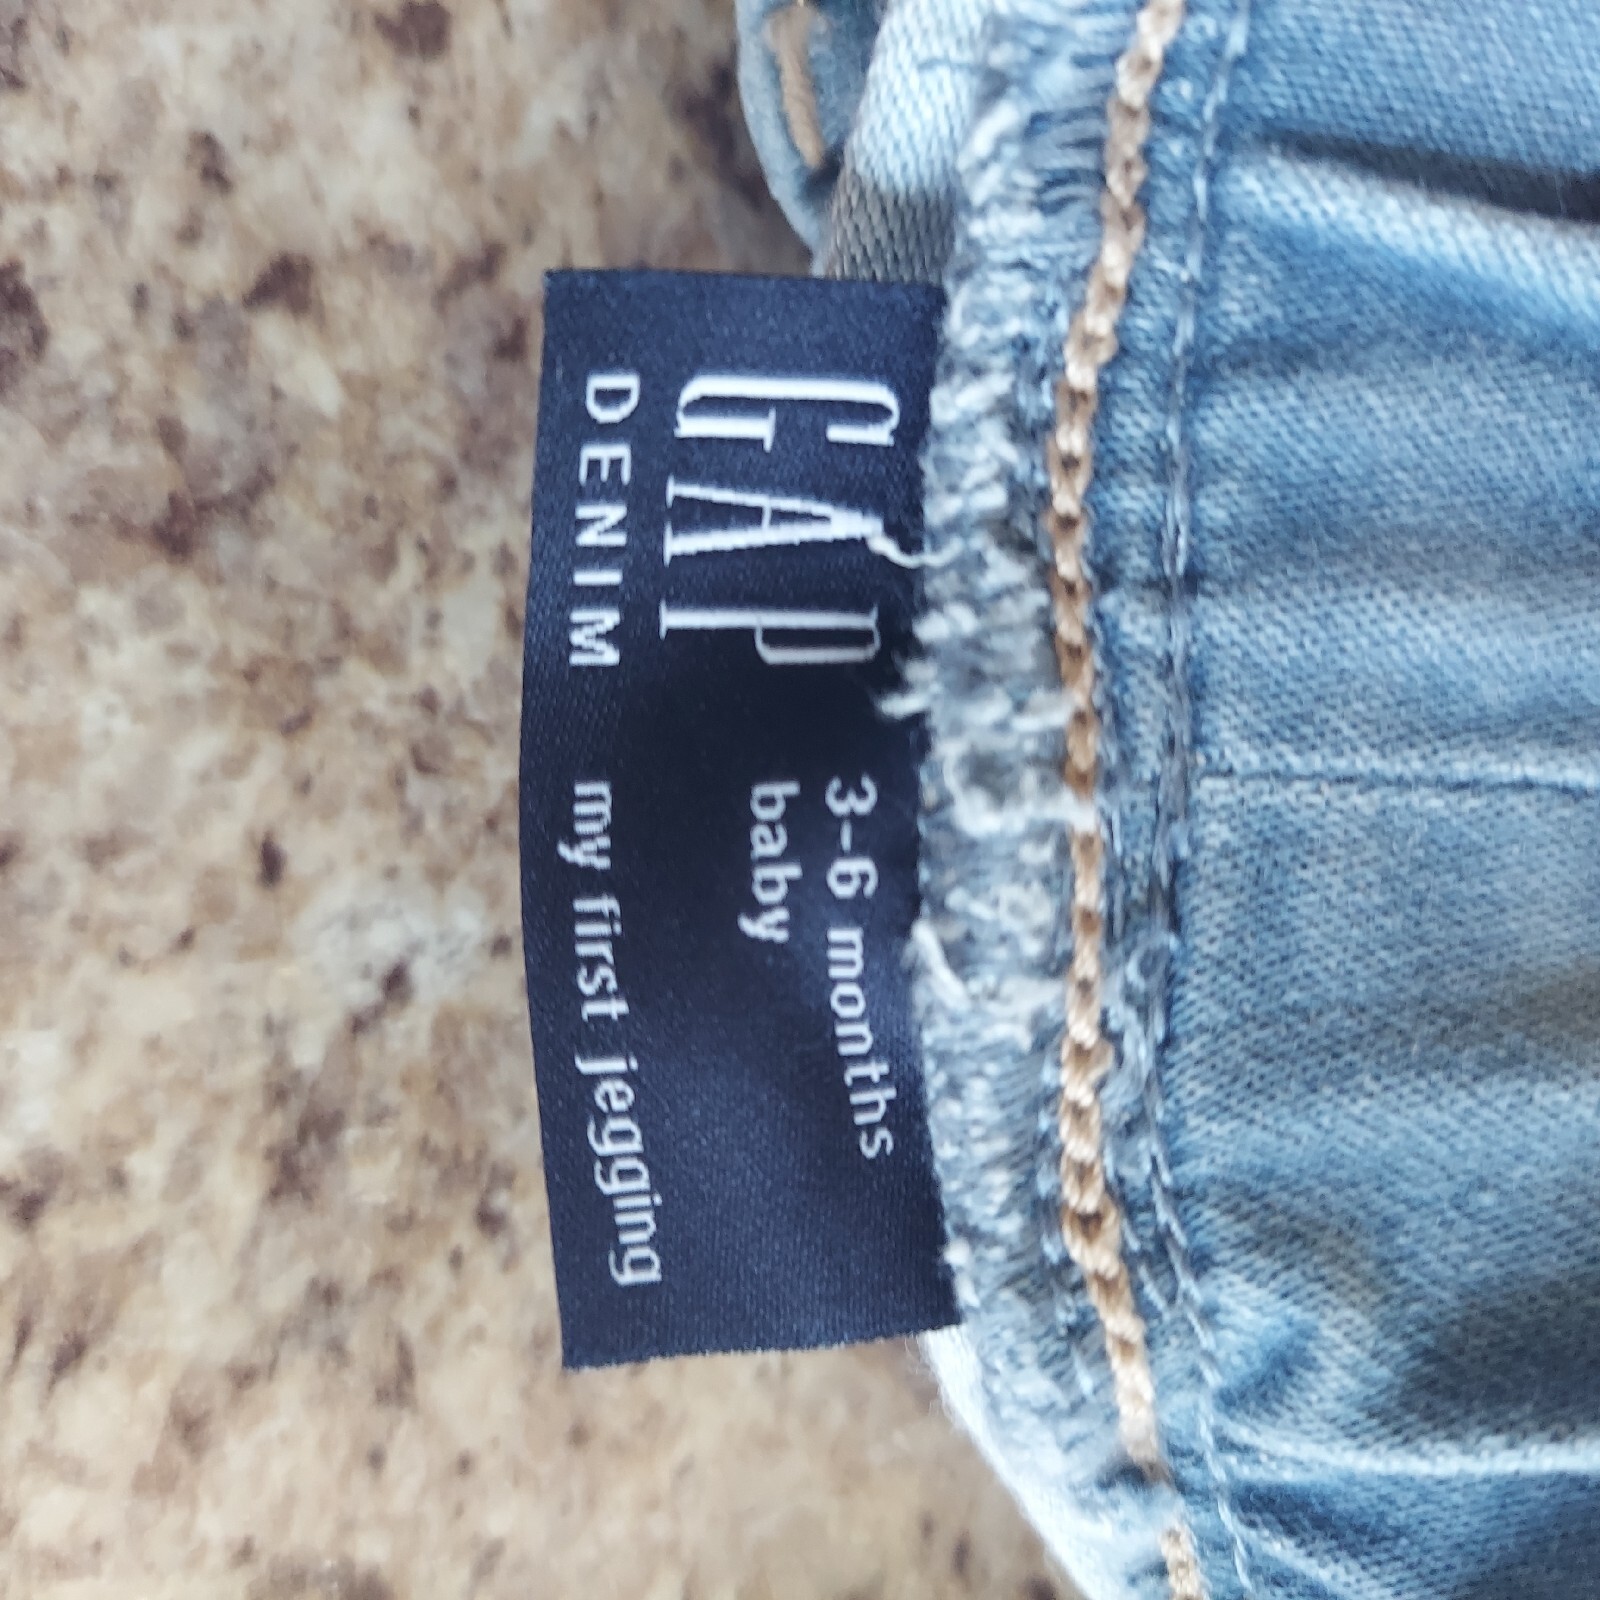 GAP
DENIM
3-6 months
baby
my first jegging